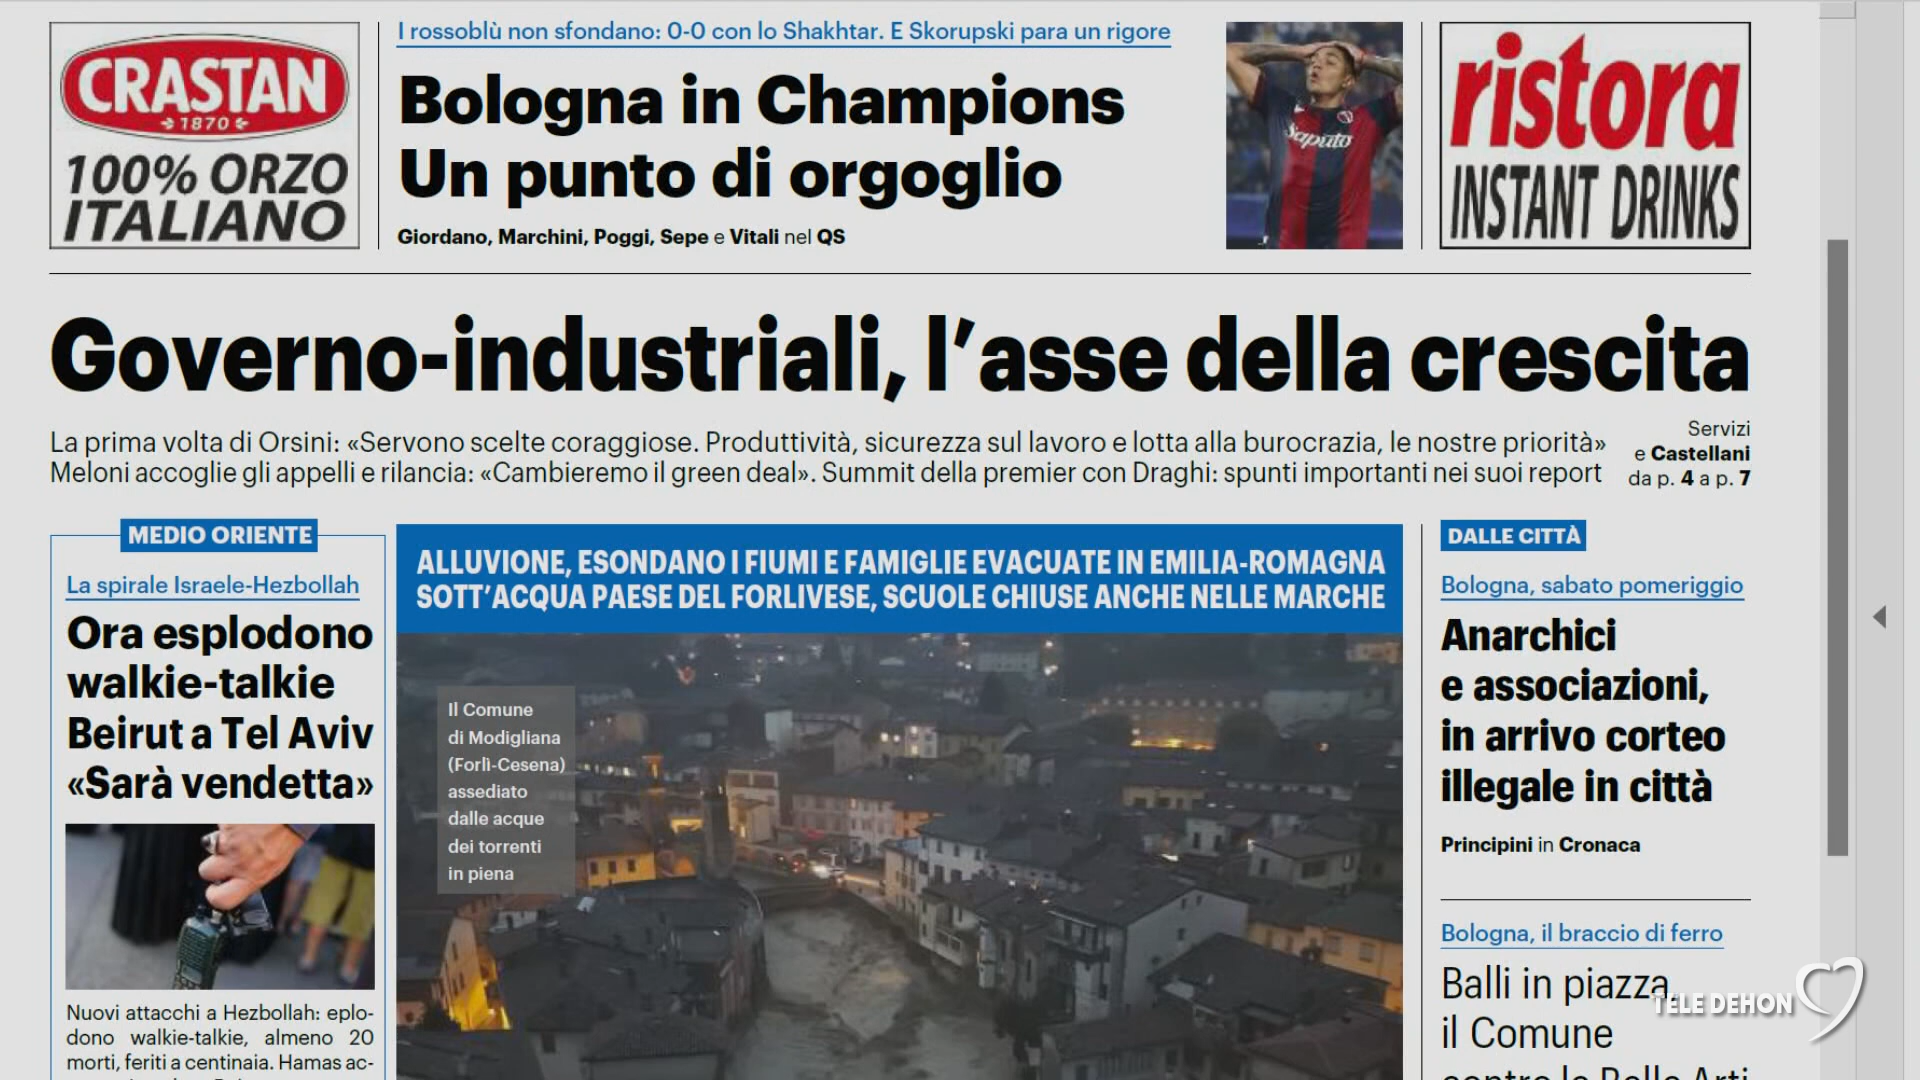 CRASTAN
1870
100% ORZO
ITALIANO
I rossoblù non sfondano: 0-0 con lo Shakhtar. E Skorupski para un rigore
Bologna in Champions
Un punto di orgoglio
Giordano, Marchini, Poggi, Sepe e Vitali nel QS
Saputo
ristora
INSTANT DRINKS
Governo-industriali, l'asse della crescita
La prima volta di Orsini: «Servono scelte coraggiose. Produttività, sicurezza sul lavoro e lotta alla burocrazia, le nostre priorità»
Meloni accoglie gli appelli e rilancia: «Cambieremo il green deal». Summit della premier con Draghi: spunti importanti nei suoi report
Servizi
e Castellani
da p. 4 a p. 7
MEDIO ORIENTE
La spirale Israele-Hezbollah
Ora esplodono
walkie-talkie
Beirut a Tel Aviv
«Sarà vendetta»
Nuovi attacchi a Hezbollah: eplo-
dono walkie-talkie, almeno 20
morti, feriti a centinaia. Hamas ac-
ALLUVIONE, ESONDANO I FIUMI E FAMIGLIE EVACUATE IN EMILIA-ROMAGNA
SOTT'ACQUA PAESE DEL FORLIVESE, SCUOLE CHIUSE ANCHE NELLE MARCHE
Il Comune
di Modigliana
(Forlì-Cesena)
assediato
dalle acque
dei torrenti
in piena
DALLE CITTÀ
Bologna, sabato pomeriggio
Anarchici
e associazioni,
in arrivo corteo
illegale in città
Principini in Cronaca
Bologna, il braccio di ferro
Balli in piazza,
il Comune
contro le Belle Arti
TELE DEHON